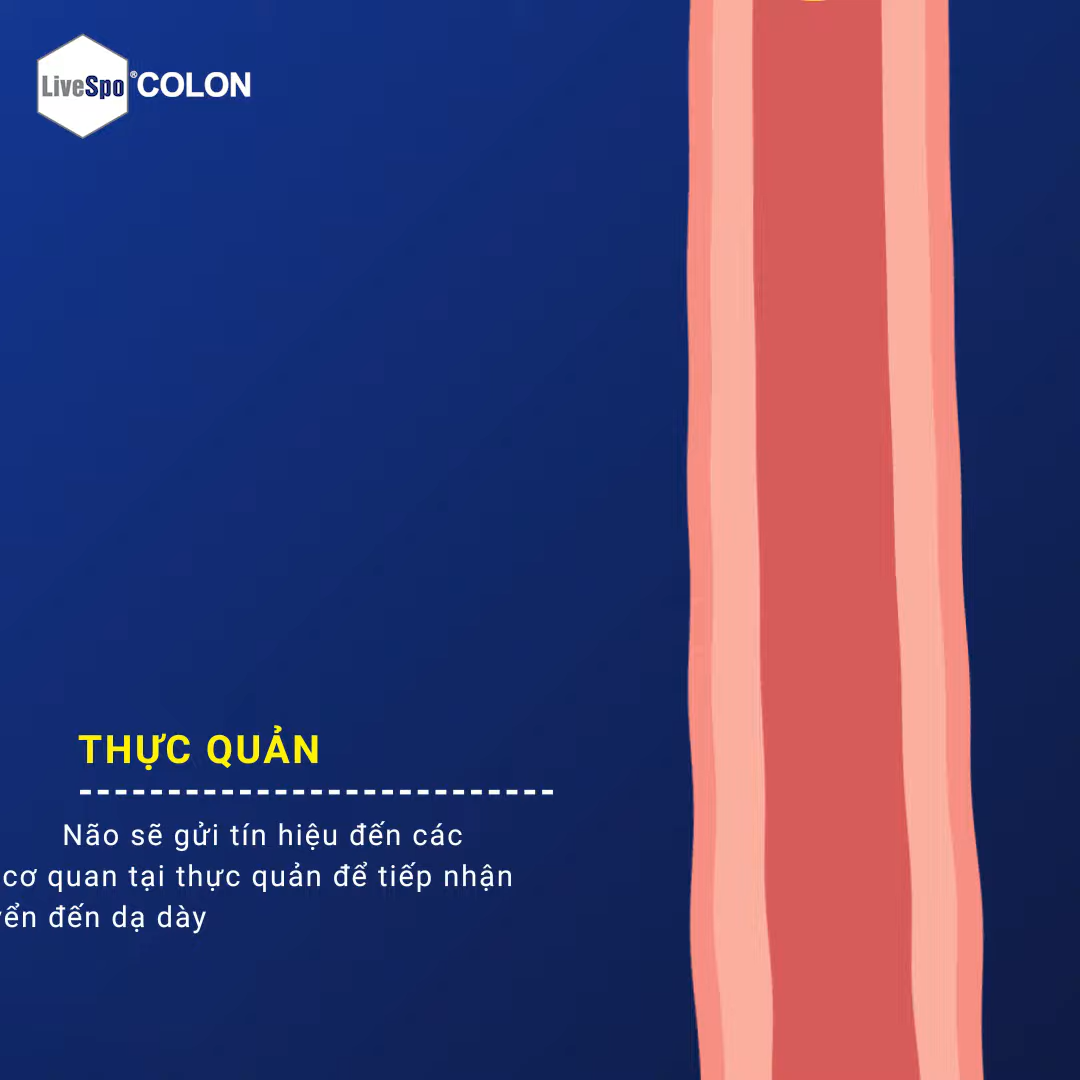 LiveSpo® COLON
THỰC QUẢN
Não sẽ gửi tín hiệu đến các
cơ quan tại thực quản để tiếp nhận
đến dạ dày